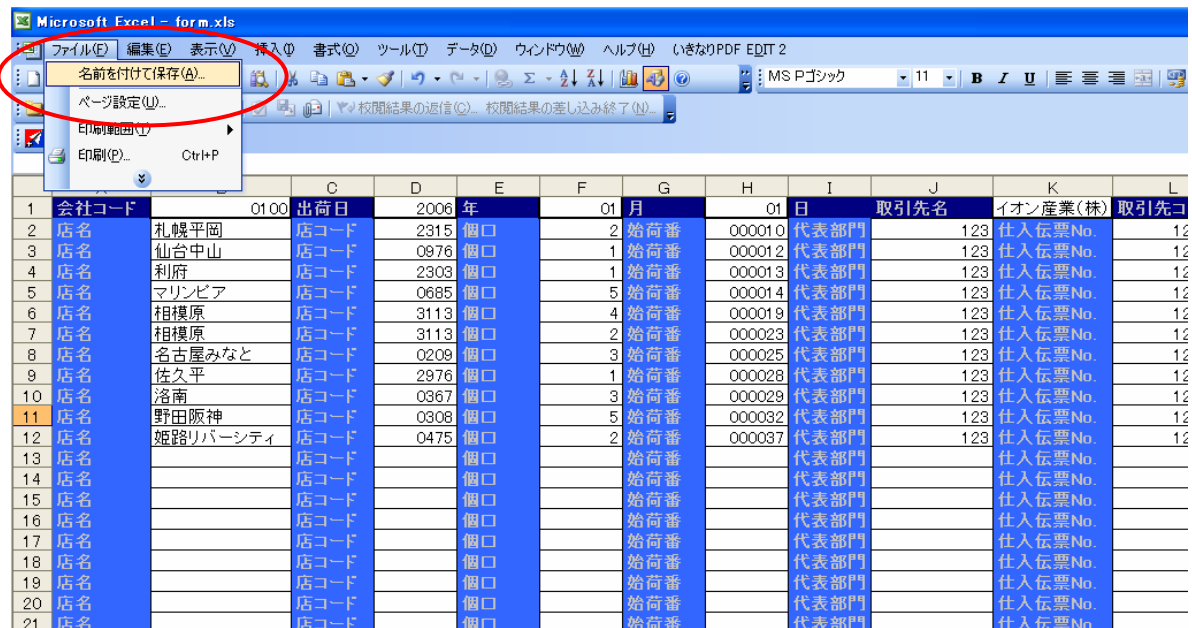 Microsoft Excel - form.xls
ファイル(F) 編集(E) 表示(V) 挿入(I) 書式(O) ツール(T) データ(D) ウィンドウ(W) ヘルプ(H) いきなりPDF EDIT 2
名前を付けて保存(A)... MS Pゴシック 11 B I U
ページ設定(U)... 校閲結果の返信(C)... 校閲結果の差し込み終了(N)...
印刷範囲(T)
印刷(P)... Ctrl+P
C D E F G H I J K L
1 会社コード 0100 出荷日 2006 年 01 月 01 日 取引先名 イオン産業(株) 取引先コ
2 店名 札幌平岡 店コード 2315 個口 2 始荷番 000010 代表部門 123 仕入伝票No. 12
3 店名 仙台中山 店コード 0976 個口 1 始荷番 000012 代表部門 123 仕入伝票No. 12
4 店名 利府 店コード 2303 個口 1 始荷番 000013 代表部門 123 仕入伝票No. 12
5 店名 マリンピア 店コード 0685 個口 5 始荷番 000014 代表部門 123 仕入伝票No. 12
6 店名 相模原 店コード 3113 個口 4 始荷番 000019 代表部門 123 仕入伝票No. 12
7 店名 相模原 店コード 3113 個口 2 始荷番 000023 代表部門 123 仕入伝票No. 12
8 店名 名古屋みなと 店コード 0209 個口 3 始荷番 000025 代表部門 123 仕入伝票No. 12
9 店名 佐久平 店コード 2976 個口 1 始荷番 000028 代表部門 123 仕入伝票No. 12
10 店名 洛南 店コード 0367 個口 3 始荷番 000029 代表部門 123 仕入伝票No. 12
11 店名 野田阪神 店コード 0308 個口 5 始荷番 000032 代表部門 123 仕入伝票No. 12
12 店名 姫路リバーシティ 店コード 0475 個口 2 始荷番 000037 代表部門 123 仕入伝票No. 12
13 店名 店コード 個口 始荷番 代表部門 仕入伝票No.
14 店名 店コード 個口 始荷番 代表部門 仕入伝票No.
15 店名 店コード 個口 始荷番 代表部門 仕入伝票No.
16 店名 店コード 個口 始荷番 代表部門 仕入伝票No.
17 店名 店コード 個口 始荷番 代表部門 仕入伝票No.
18 店名 店コード 個口 始荷番 代表部門 仕入伝票No.
19 店名 店コード 個口 始荷番 代表部門 仕入伝票No.
20 店名 店コード 個口 始荷番 代表部門 仕入伝票No.
21 店名 店コード 個口 始荷番 代表部門 仕入伝票No.